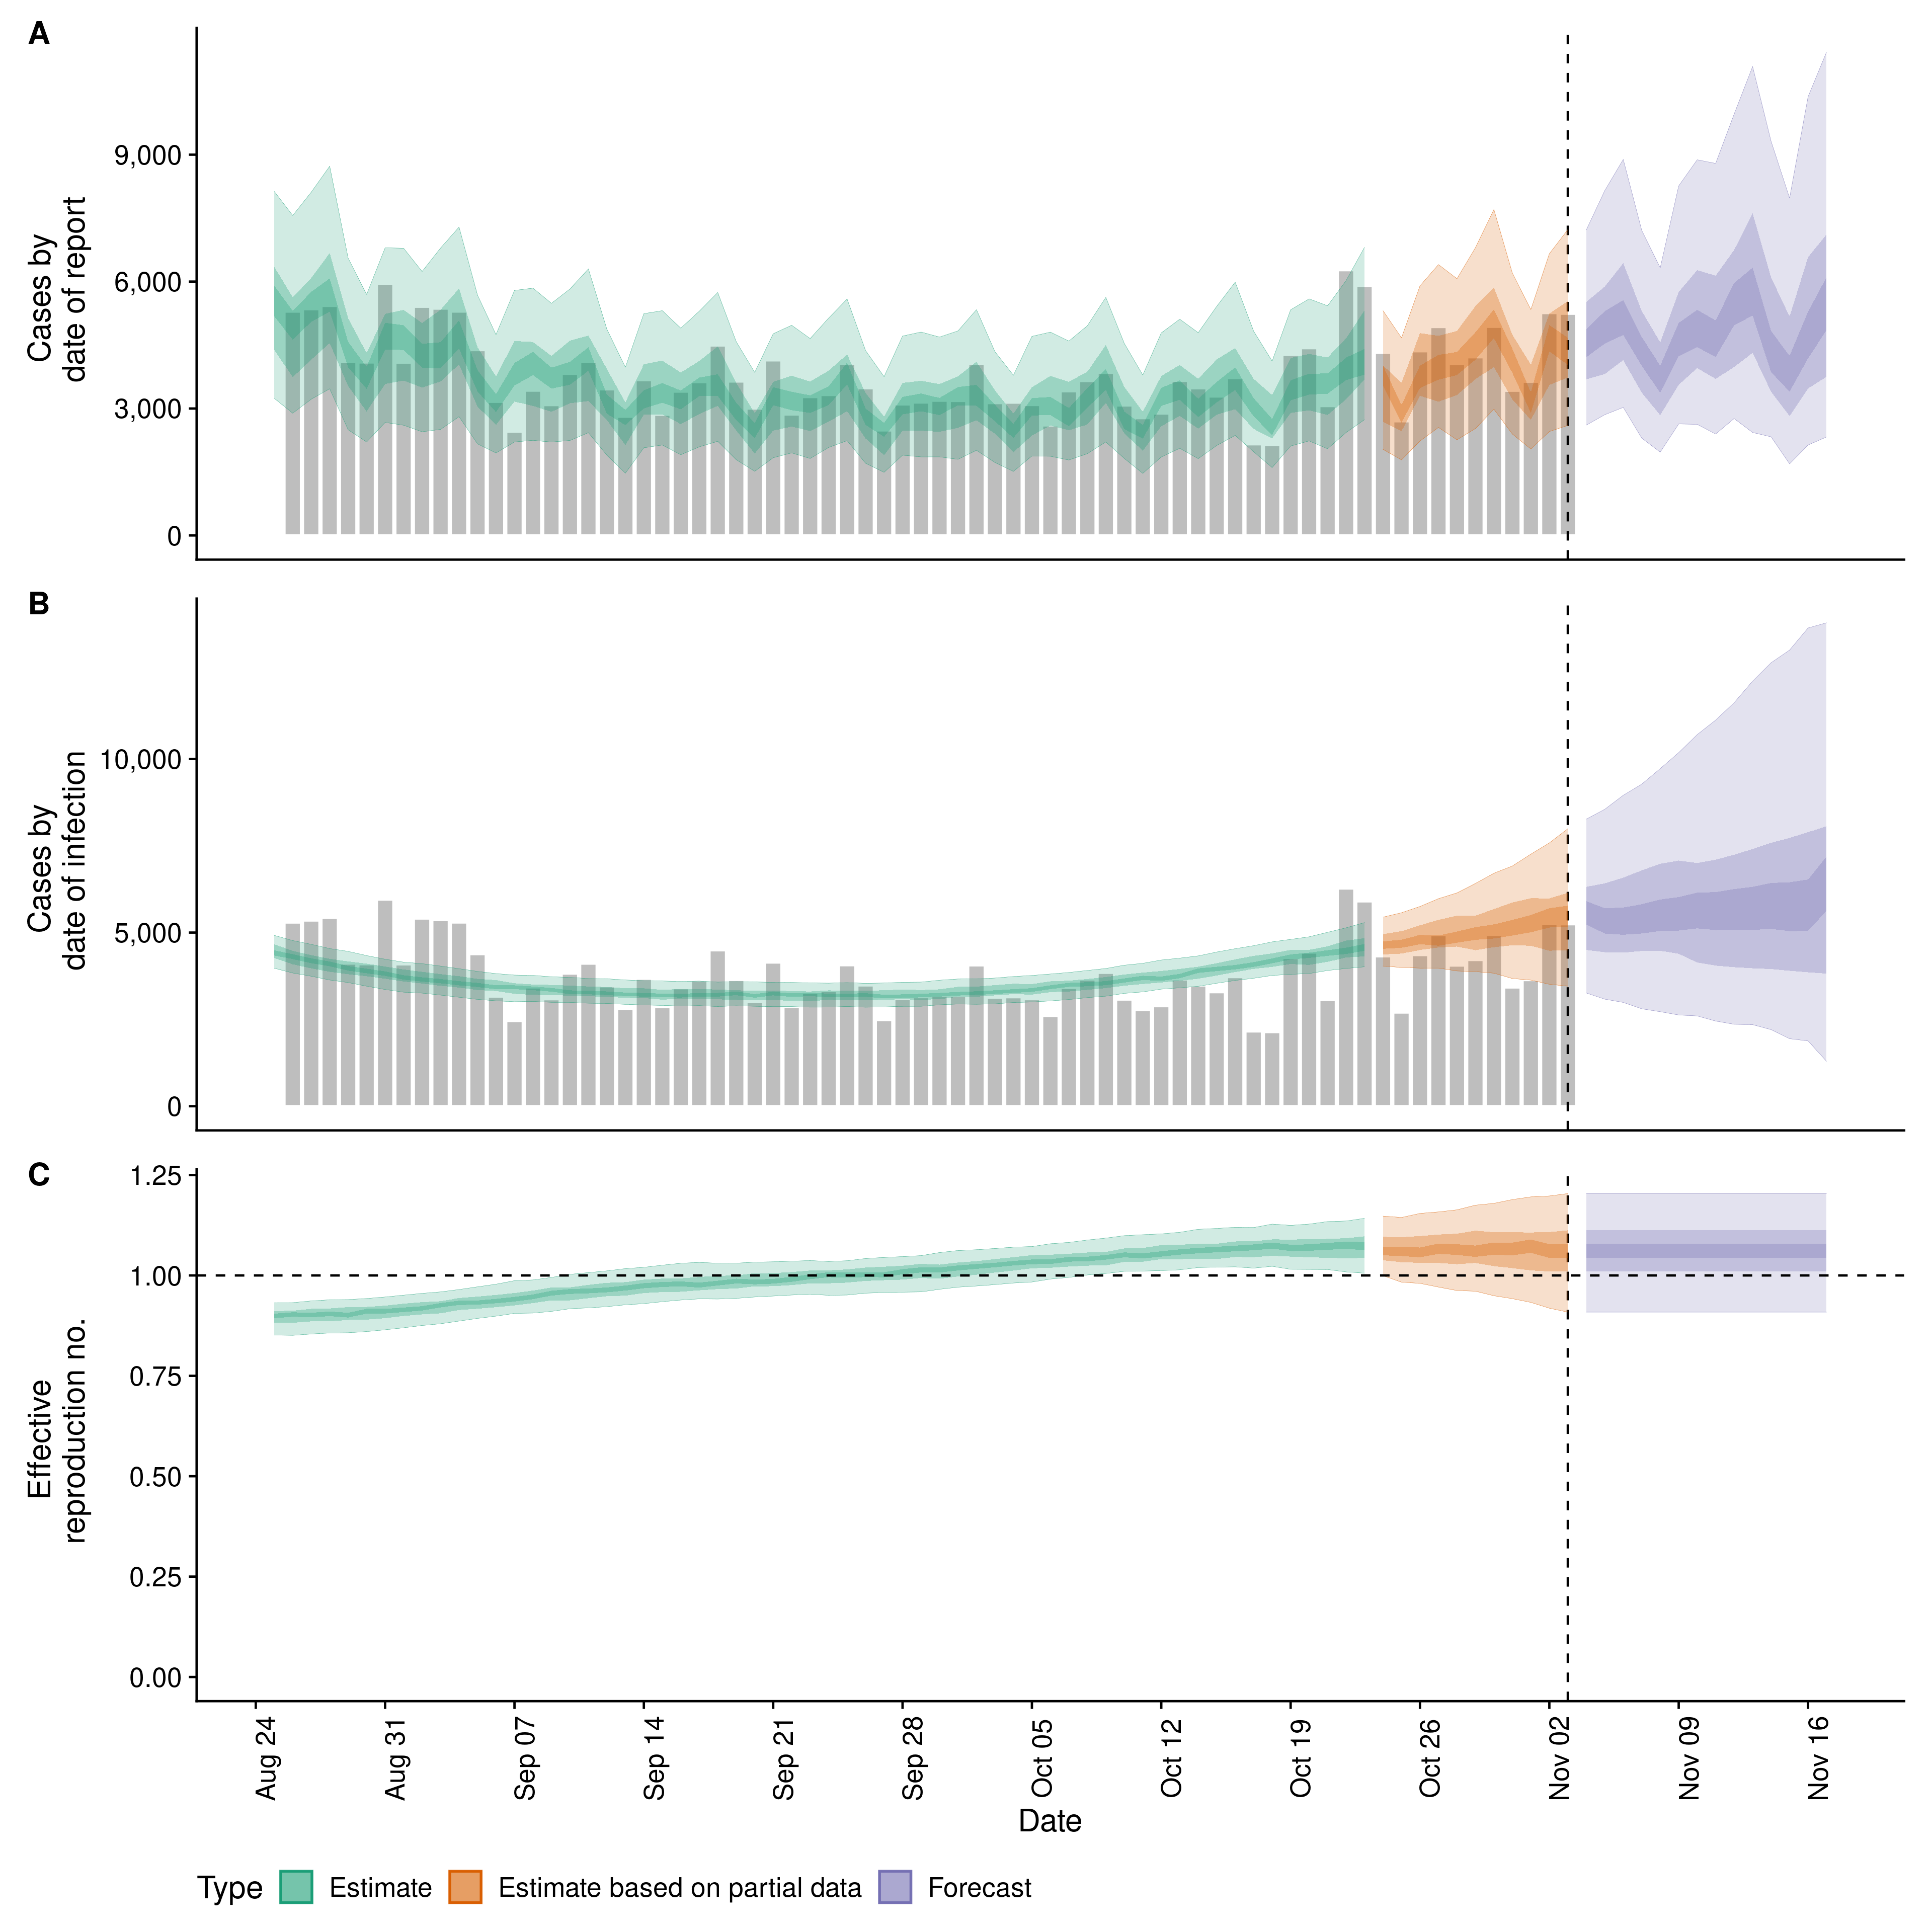 A
Cases by
date of report
9,000
6,000
3,000
0
B
Cases by
date of infection
10,000
5,000
0
C
Effective
reproduction no.
1.25
1.00
0.75
0.50
0.25
0.00
Aug 24
Aug 31
Sep 07
Sep 14
Sep 21
Sep 28
Oct 05
Oct 12
Oct 19
Oct 26
Nov 02
Nov 09
Nov 16
Date
Type Estimate Estimate based on partial data Forecast